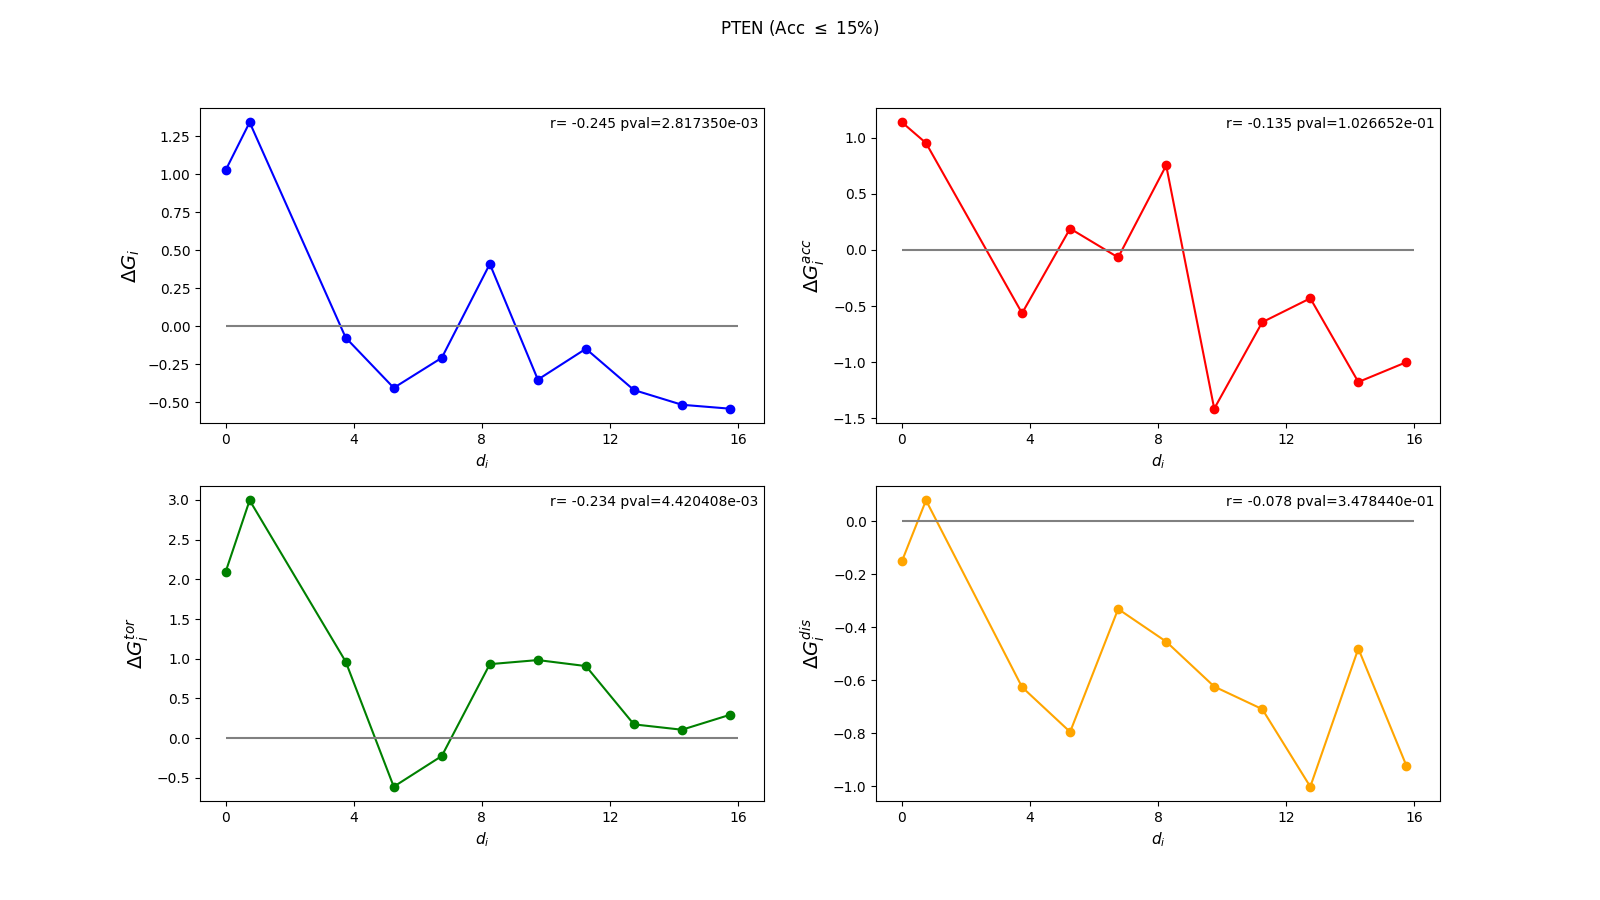 PTEN (Acc ≤ 15%)
r= -0.245 pval=2.817350e-03
1.25
1.00
0.75
0.50
0.25
0.00
−0.25
−0.50
ΔG_i
0 4 8 12 16
d_i
r= -0.135 pval=1.026652e-01
1.0
0.5
0.0
−0.5
−1.0
−1.5
ΔG_i^{acc}
0 4 8 12 16
d_i
r= -0.234 pval=4.420408e-03
3.0
2.5
2.0
1.5
1.0
0.5
0.0
−0.5
ΔG_i^{tor}
0 4 8 12 16
d_i
r= -0.078 pval=3.478440e-01
0.0
−0.2
−0.4
−0.6
−0.8
−1.0
ΔG_i^{dis}
0 4 8 12 16
d_i